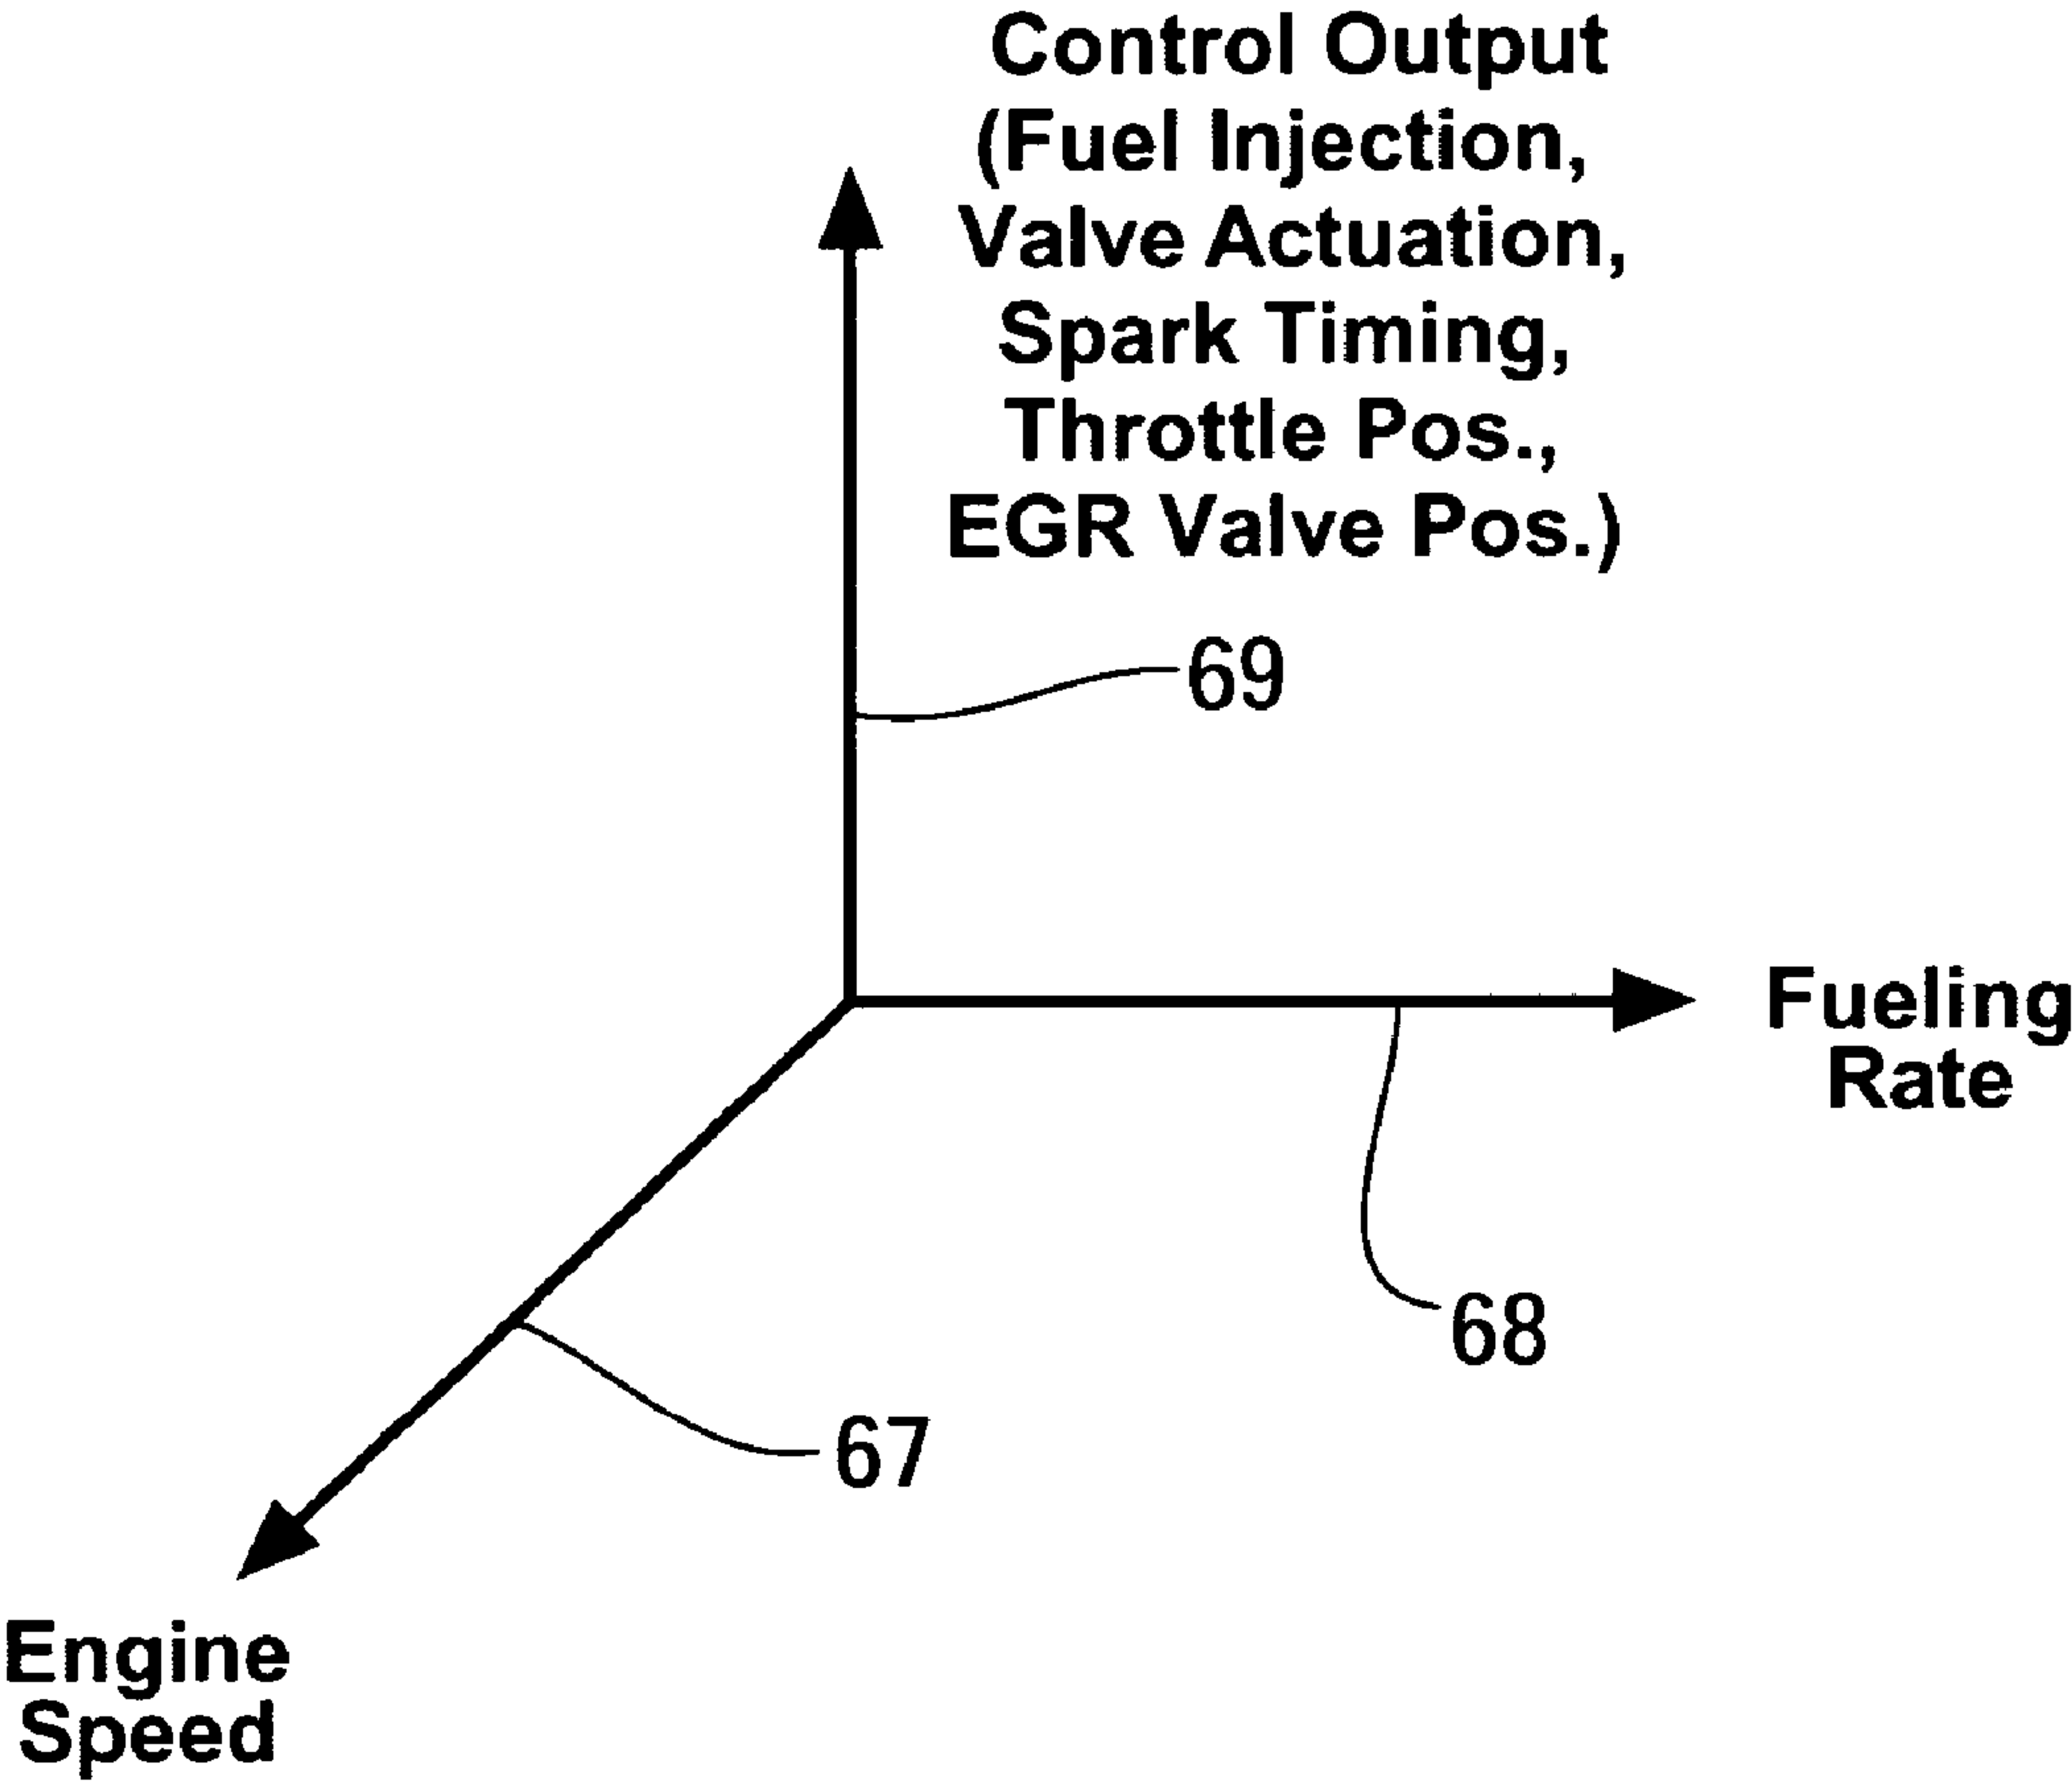 Control Output
(Fuel Injection,
Valve Actuation,
Spark Timing,
Throttle Pos.,
EGR Valve Pos.)
69
Fueling
Rate
68
67
Engine
Speed